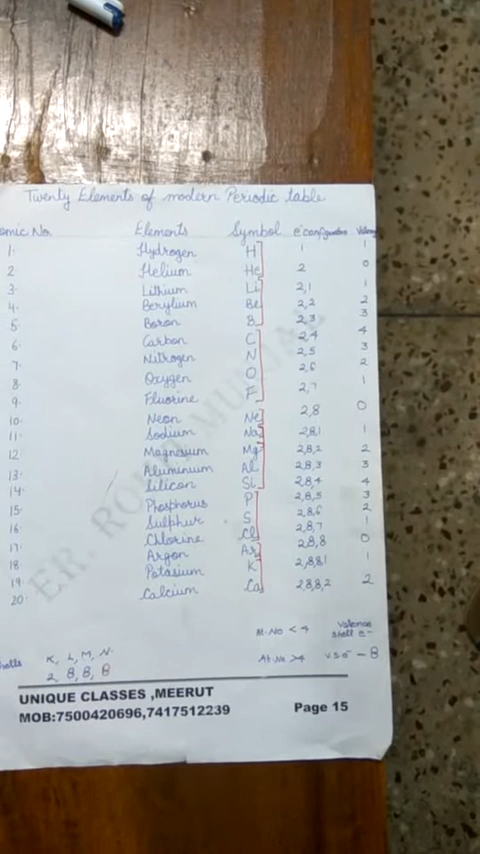 Twenty Elements of modern Periodic table
omic No. Elements Symbol e⁻configuration Valency
1. Hydrogen H 1 1
2 Helium He 2 0
3. Lithium Li 2,1 1
4. Berylium Be 2,2 2
5. Boron B 2,3 3
6. Carbon C 2,4 4
7. Nitrogen N 2,5 3
8. Oxygen O 2,6 2
9. Fluorine F 2,7 1
10. Neon Ne 2,8 0
11. Sodium Na 2,8,1 1
12 Magnesium Mg 2,8,2 2
13. Aluminium Al 2,8,3 3
14. Silicon Si 2,8,4 4
15. Phosphorus P 2,8,5 3
16. Sulphur S 2,8,6 2
17. Chlorine Cl 2,8,7 1
18 Argon Ar 2,8,8 0
19. Potasium K 2,8,8,1 1
20. Calcium Ca 2,8,8,2 2
M.No < 4 Valence shell e⁻
At.No >4 v.s.e⁻ - 8
hells K, L, M, N.
2, 8, 8, 8
ER. ROHIT
UNIQUE CLASSES ,MEERUT
MOB:7500420696,7417512239
Page 15